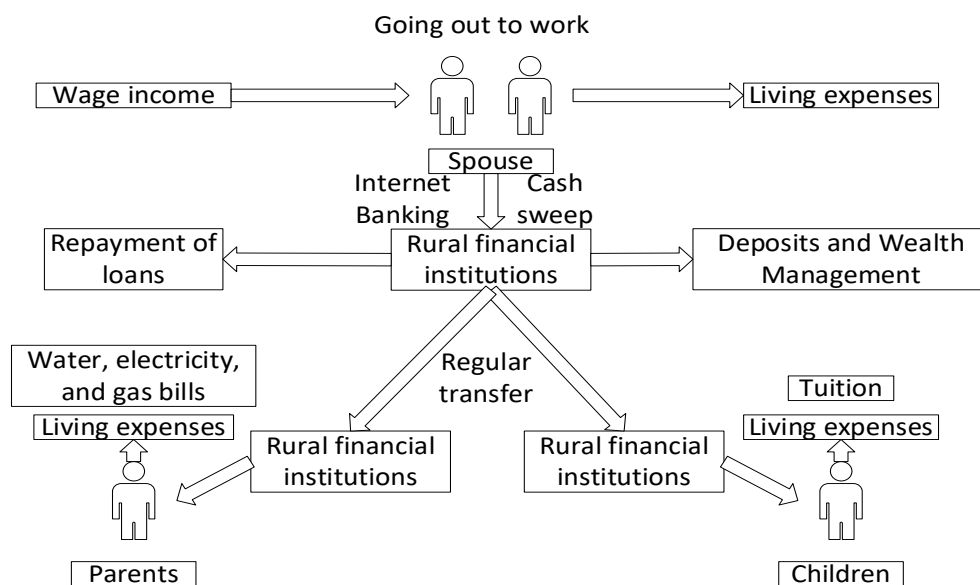 Going out to work
Wage income
Living expenses
Spouse
Internet
Banking
Cash
sweep
Repayment of
loans
Rural financial
institutions
Deposits and Wealth
Management
Regular
transfer
Water, electricity,
and gas bills
Living expenses
Rural financial
institutions
Rural financial
institutions
Tuition
Living expenses
Parents
Children